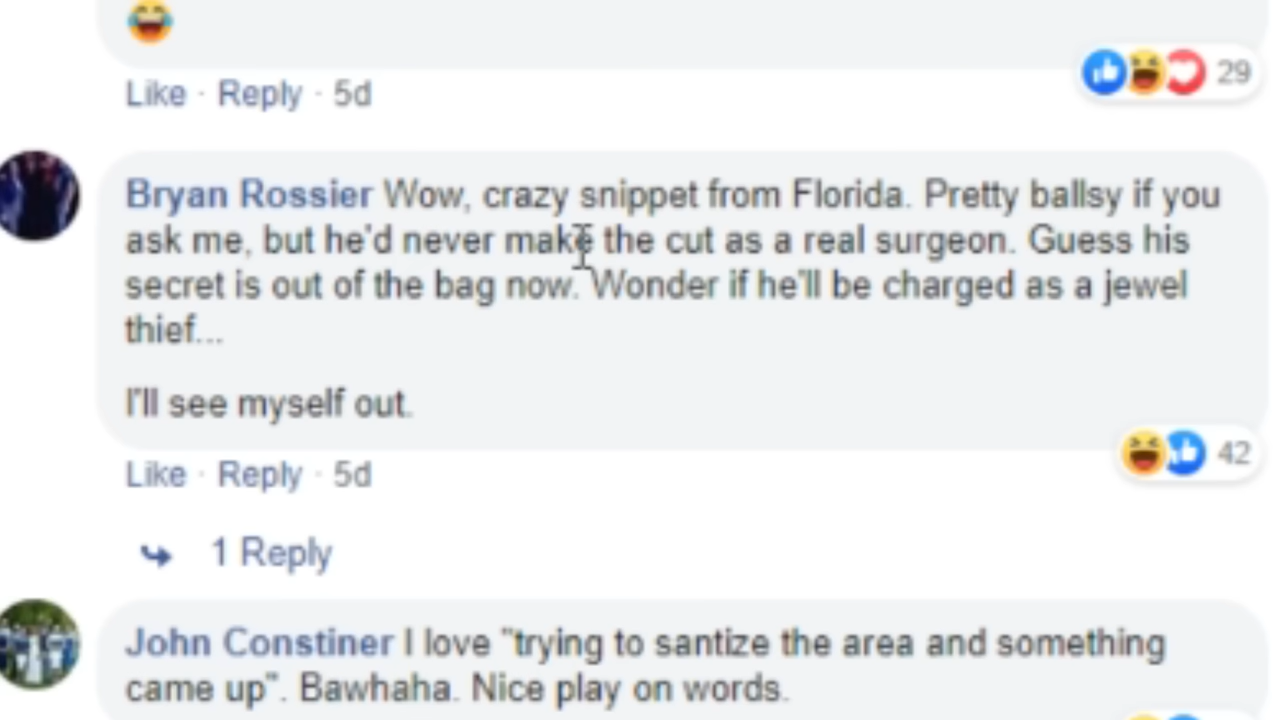 Like · Reply · 5d
29
Bryan Rossier Wow, crazy snippet from Florida. Pretty ballsy if you
ask me, but he'd never make the cut as a real surgeon. Guess his
secret is out of the bag now. Wonder if he'll be charged as a jewel
thief...
I'll see myself out.
42
Like · Reply · 5d
1 Reply
John Constiner I love "trying to santize the area and something
came up". Bawhaha. Nice play on words.